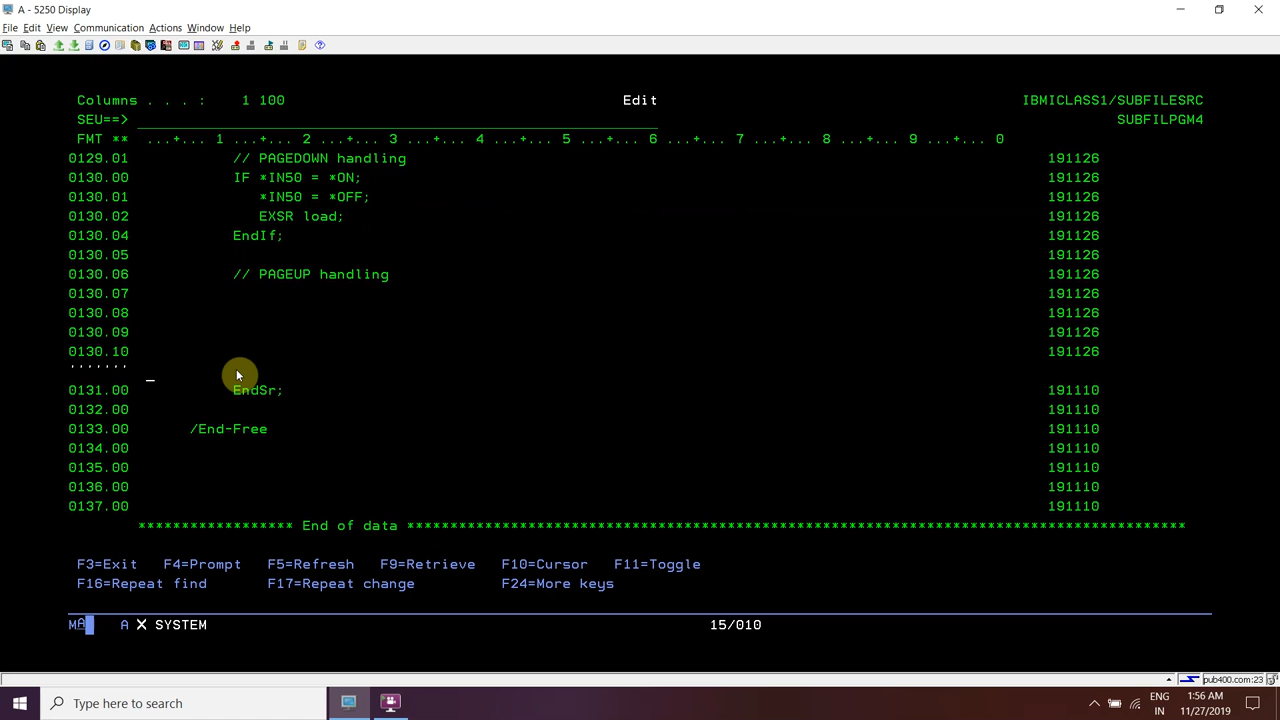 A - 5250 Display
File Edit View Communication Actions Window Help
Columns . . . : 1 100 Edit IBMICLASS1/SUBFILESRC
SEU==> SUBFILPGM4
FMT ** ...+... 1 ...+... 2 ...+... 3 ...+... 4 ...+... 5 ...+... 6 ...+... 7 ...+... 8 ...+... 9 ...+... 0
0129.01 // PAGEDOWN handling 191126
0130.00 IF *IN50 = *ON; 191126
0130.01 *IN50 = *OFF; 191126
0130.02 EXSR load; 191126
0130.04 EndIf; 191126
0130.05 191126
0130.06 // PAGEUP handling 191126
0130.07 191126
0130.08 191126
0130.09 191126
0130.10 191126
'''''''
0131.00 EndSr; 191110
0132.00 191110
0133.00 /End-Free 191110
0134.00 191110
0135.00 191110
0136.00 191110
0137.00 191110
****************** End of data ******************************************************************************************
F3=Exit F4=Prompt F5=Refresh F9=Retrieve F10=Cursor F11=Toggle
F16=Repeat find F17=Repeat change F24=More keys
MA A X SYSTEM 15/010
pub400.com:23
Type here to search
ENG
IN
1:56 AM
11/27/2019